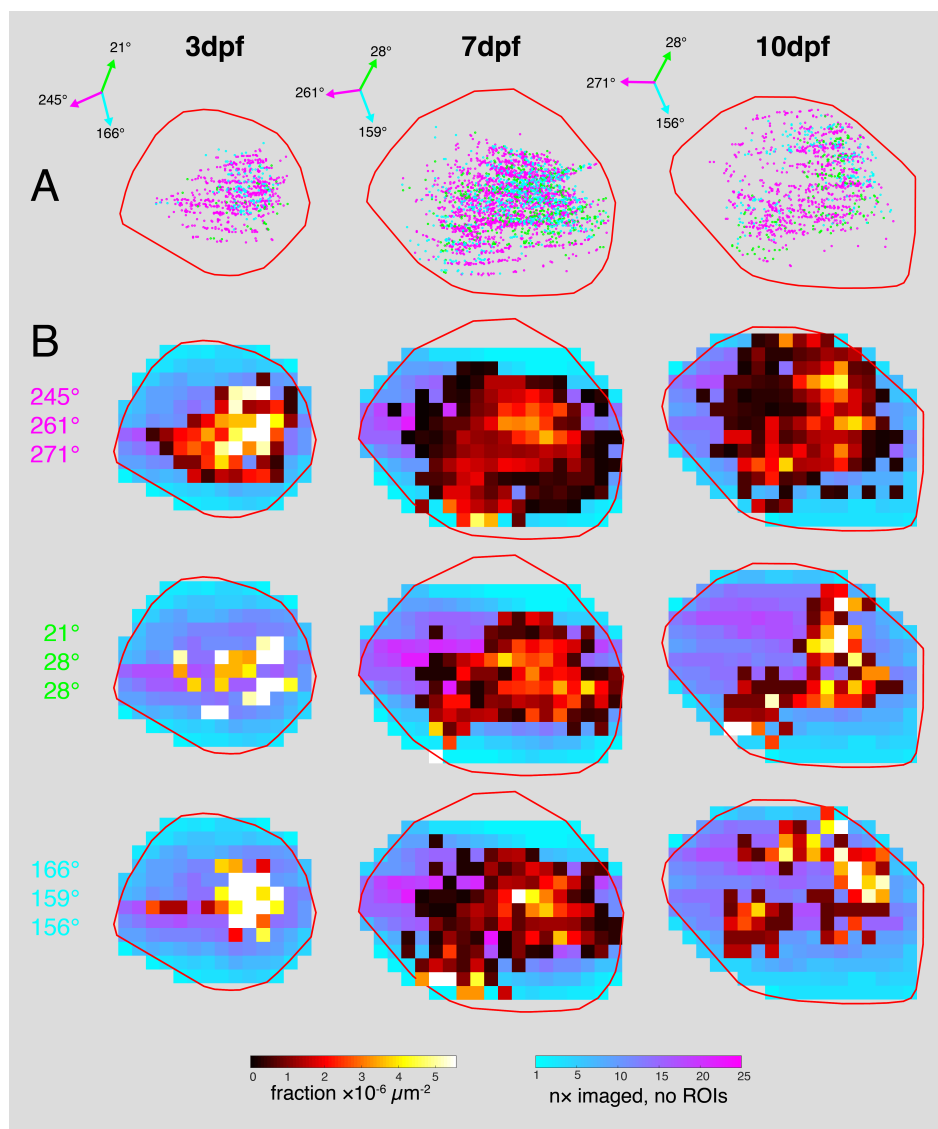 3dpf 7dpf 10dpf
21° 28° 28°
245° 261° 271°
166° 159° 156°
A
B
245°
261°
271°
21°
28°
28°
166°
159°
156°
0 1 2 3 4 5
fraction ×10-6 µm-2
1 5 10 15 20 25
n× imaged, no ROIs